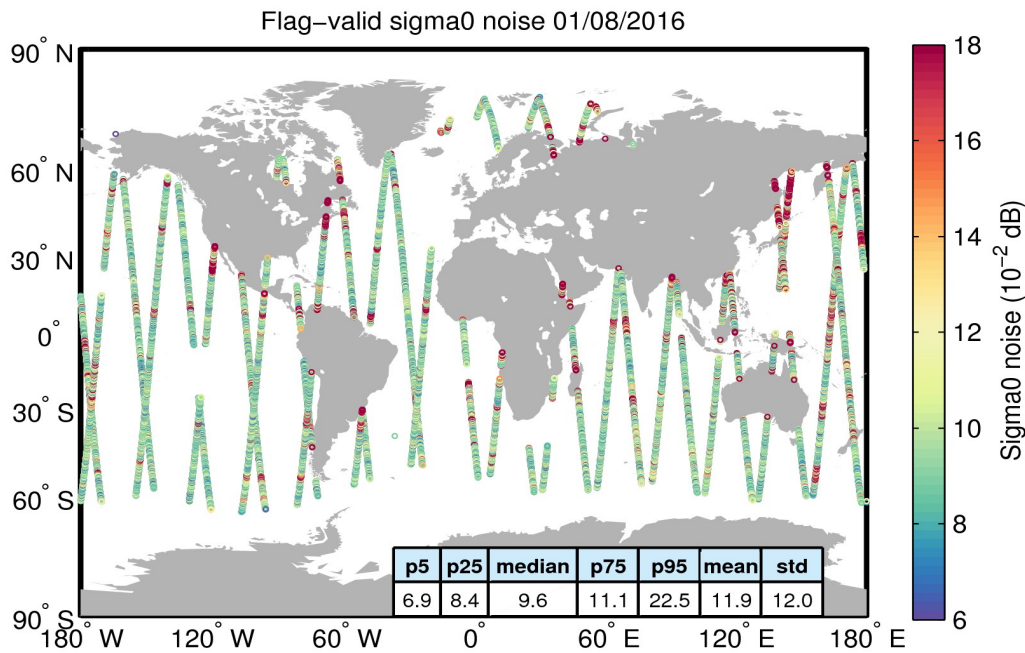 Flag−valid sigma0 noise 01/08/2016
90° N
60° N
30° N
0°
30° S
60° S
90° S
180° W 120° W 60° W 0° 60° E 120° E 180° E
p5 p25 median p75 p95 mean std
6.9 8.4 9.6 11.1 22.5 11.9 12.0
18
16
14
12
10
8
6
Sigma0 noise (10⁻² dB)